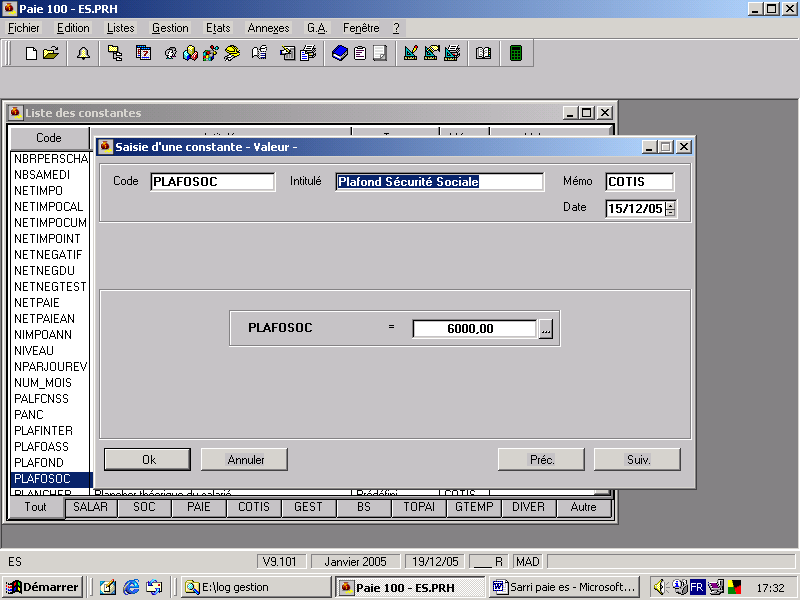 Paie 100 - ES.PRH
Fichier Edition Listes Gestion Etats Annexes G.A. Fenêtre ?
Liste des constantes
Code
Saisie d'une constante - Valeur -
Code PLAFOSOC Intitulé Plafond Sécurité Sociale Mémo COTIS
Date 15/12/05
PLAFOSOC = 6000,00 ...
Ok Annuler Préc. Suiv.
NBRPERSCHA
NBSAMEDI
NETIMPO
NETIMPOCAL
NETIMPOCUM
NETIMPOINT
NETNEGATIF
NETNEGDU
NETNEGTEST
NETPAIE
NETPAIEAN
NIMPOANN
NIVEAU
NPARJOUREV
NUM_MOIS
PALFCNSS
PANC
PLAFINTER
PLAFOASS
PLAFOND
PLAFOSOC
PLANCHER Plancher théorique du salarié Prédéfini COTIS
Tout SALAR SOC PAIE COTIS GEST BS TOPAI GTEMP DIVER Autre
ES V9.101 Janvier 2005 19/12/05 ___ R MAD
Démarrer E:\log gestion Paie 100 - ES.PRH Sarri paie es - Microsoft... FR 17:32